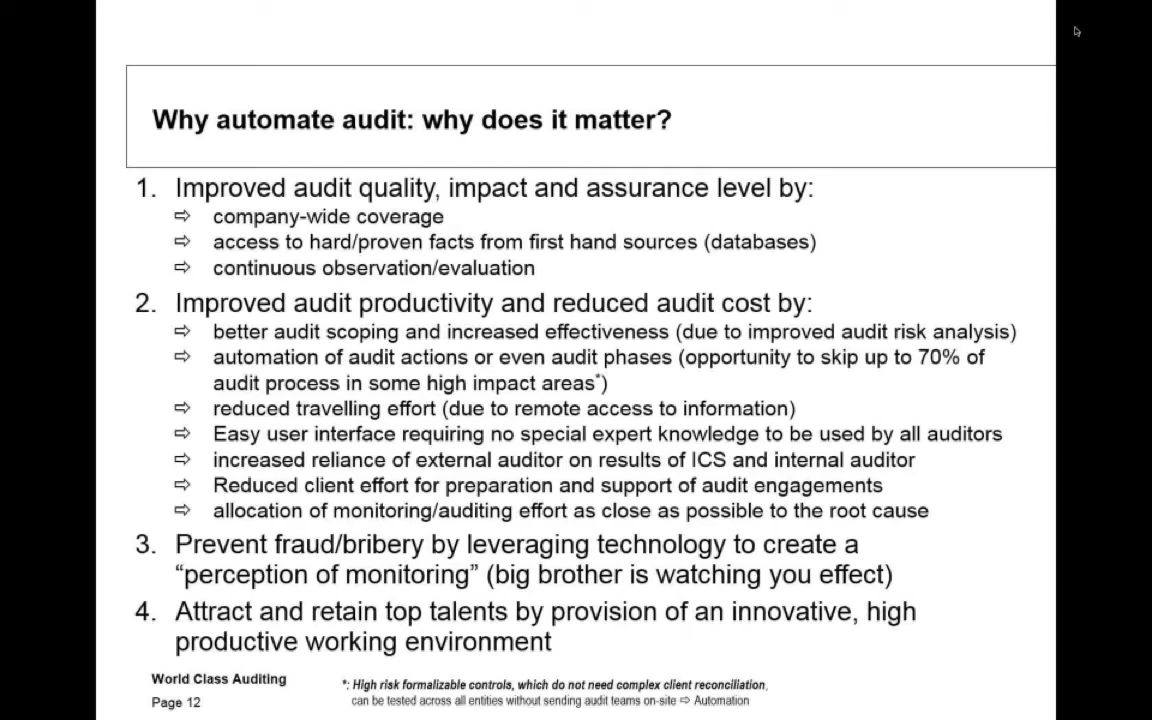 Why automate audit: why does it matter?
1. Improved audit quality, impact and assurance level by:
⇨ company-wide coverage
⇨ access to hard/proven facts from first hand sources (databases)
⇨ continuous observation/evaluation
2. Improved audit productivity and reduced audit cost by:
⇨ better audit scoping and increased effectiveness (due to improved audit risk analysis)
⇨ automation of audit actions or even audit phases (opportunity to skip up to 70% of
audit process in some high impact areas*)
⇨ reduced travelling effort (due to remote access to information)
⇨ Easy user interface requiring no special expert knowledge to be used by all auditors
⇨ increased reliance of external auditor on results of ICS and internal auditor
⇨ Reduced client effort for preparation and support of audit engagements
⇨ allocation of monitoring/auditing effort as close as possible to the root cause
3. Prevent fraud/bribery by leveraging technology to create a
“perception of monitoring” (big brother is watching you effect)
4. Attract and retain top talents by provision of an innovative, high
productive working environment
World Class Auditing
Page 12
*: High risk formalizable controls, which do not need complex client reconciliation,
can be tested across all entities without sending audit teams on-site ⇨ Automation